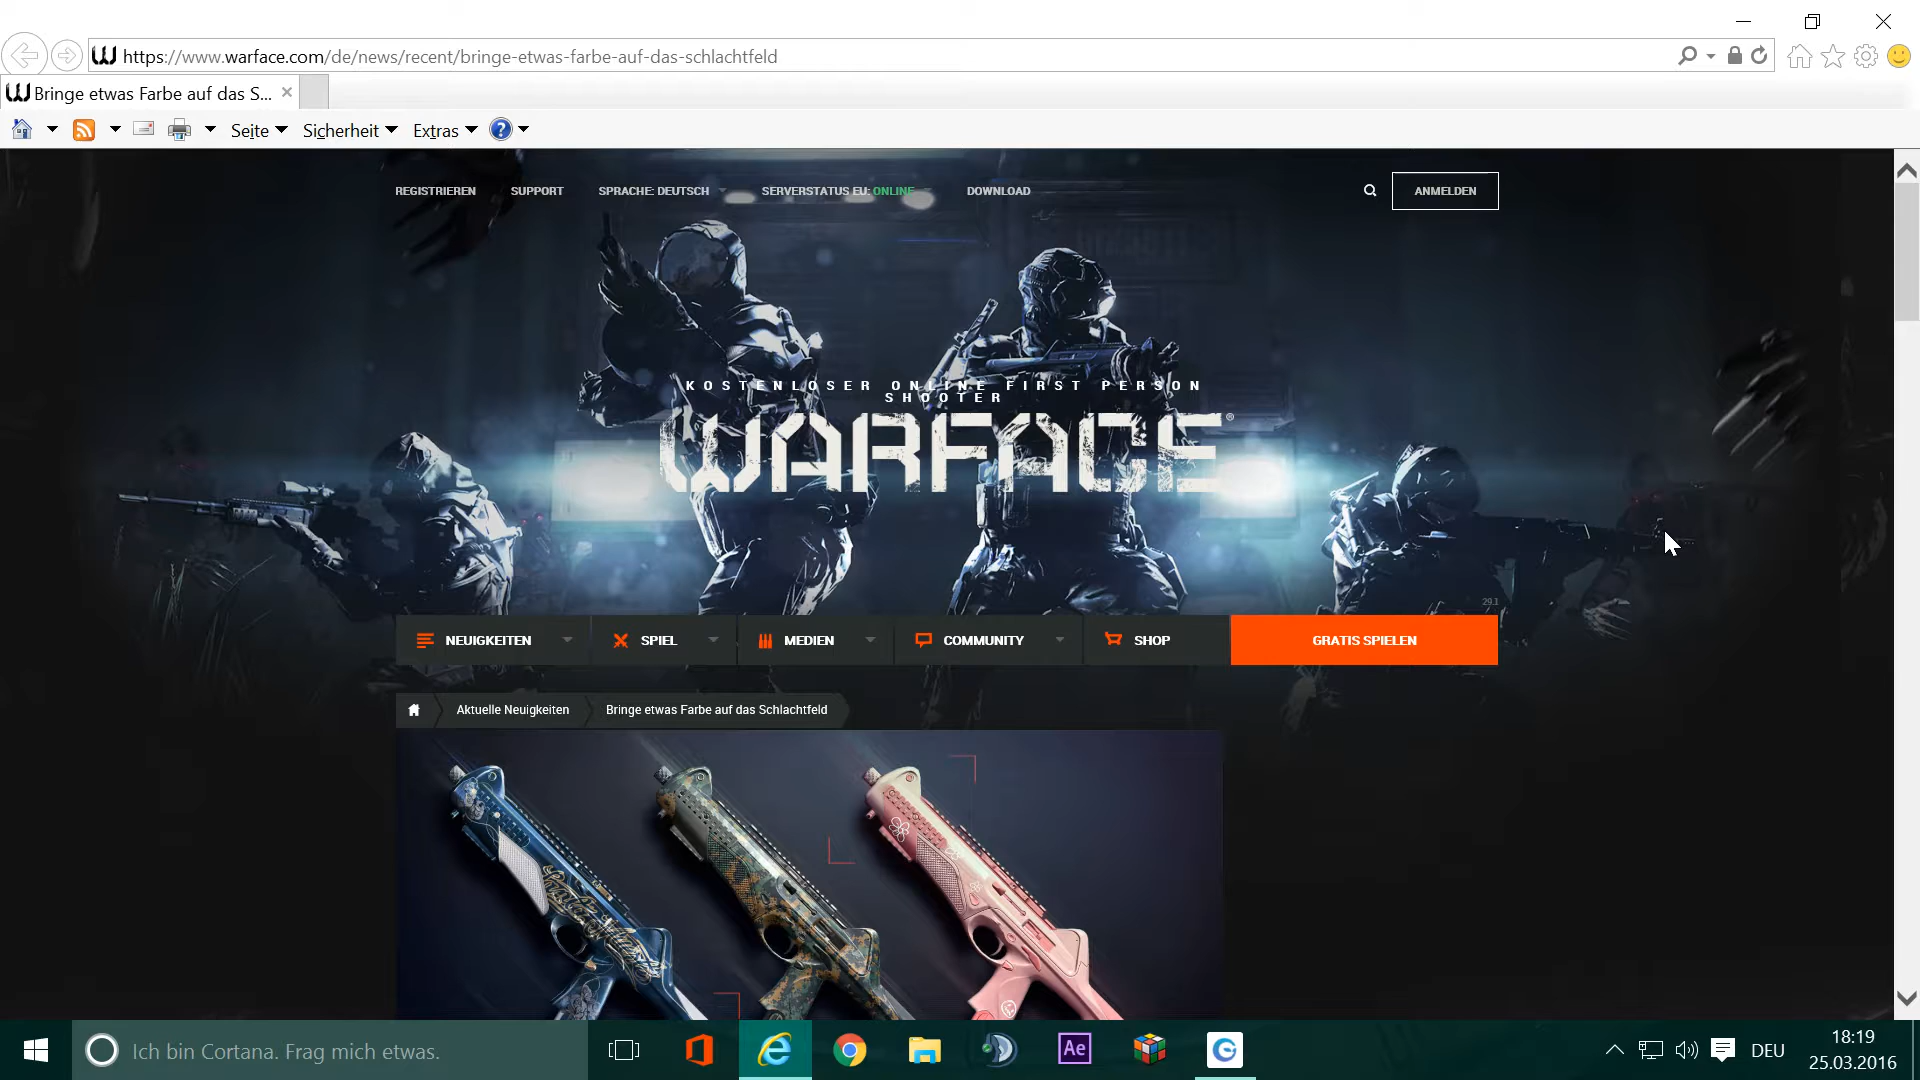 https://www.warface.com/de/news/recent/bringe-etwas-farbe-auf-das-schlachtfeld
Bringe etwas Farbe auf das S...
Seite
Sicherheit
Extras
REGISTRIEREN
SUPPORT
SPRACHE: DEUTSCH
SERVERSTATUS EU: ONLINE
DOWNLOAD
ANMELDEN
KOSTENLOSER ONLINE FIRST PERSON
SHOOTER
WARFACE®
29.1
NEUIGKEITEN
SPIEL
MEDIEN
COMMUNITY
SHOP
GRATIS SPIELEN
Aktuelle Neuigkeiten
Bringe etwas Farbe auf das Schlachtfeld
Ich bin Cortana. Frag mich etwas.
Ae
DEU
18:19
25.03.2016